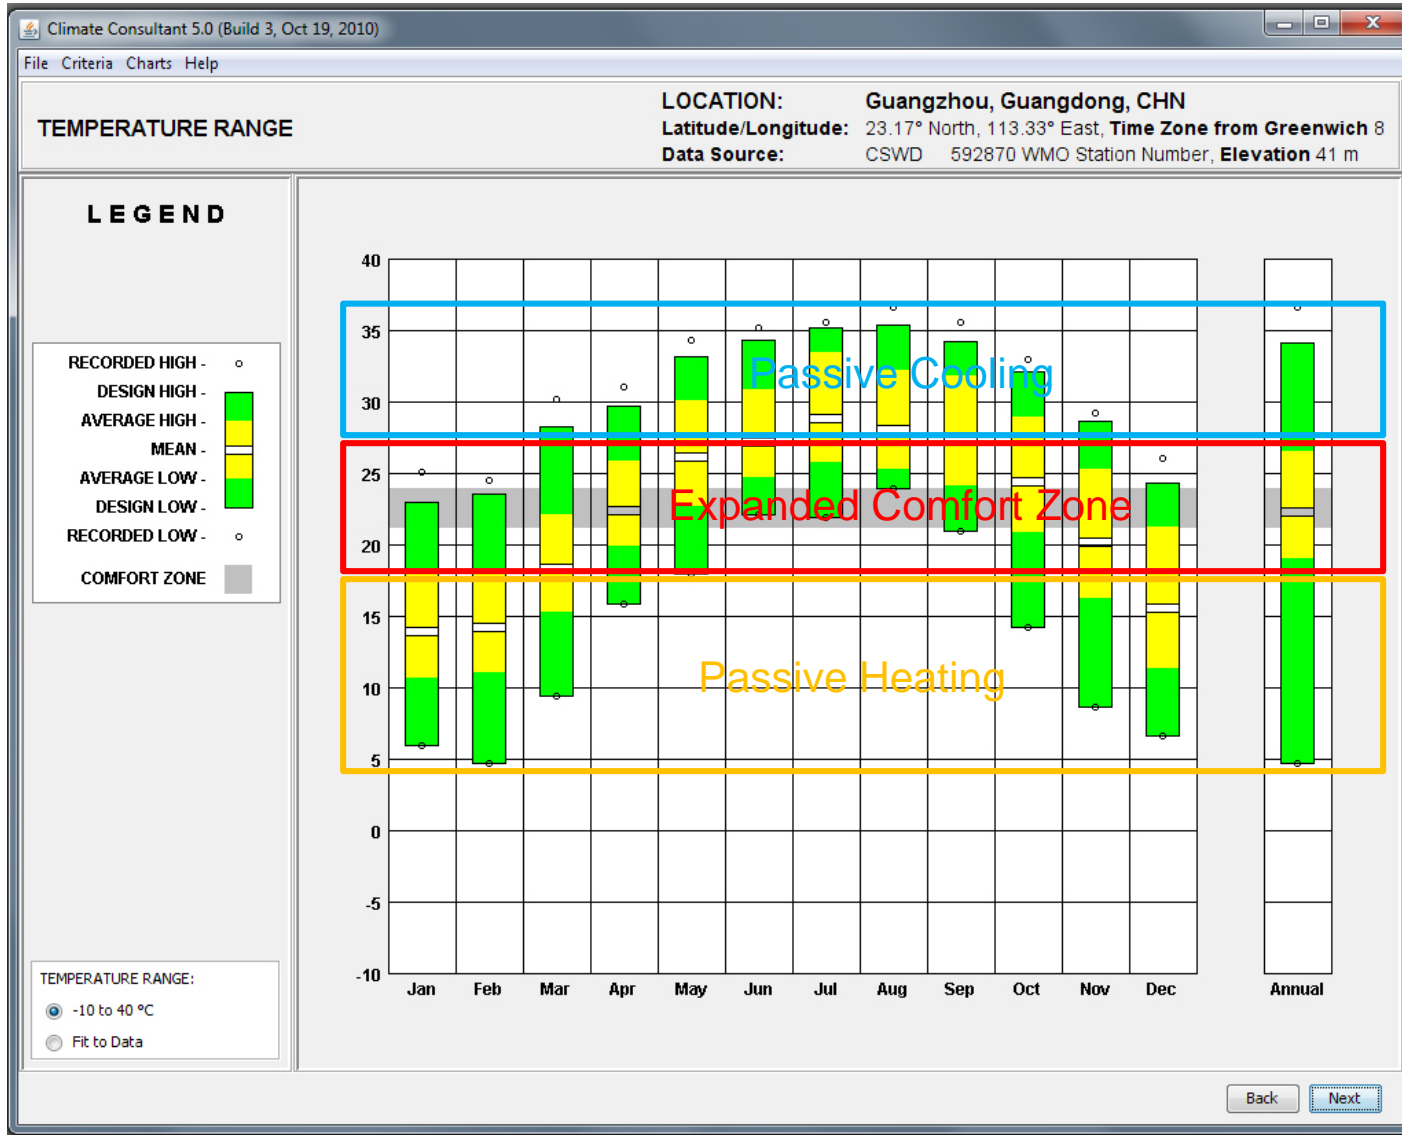 Climate Consultant 5.0 (Build 3, Oct 19, 2010)
File Criteria Charts Help
TEMPERATURE RANGE
LOCATION: Guangzhou, Guangdong, CHN
Latitude/Longitude: 23.17° North, 113.33° East, Time Zone from Greenwich 8
Data Source: CSWD 592870 WMO Station Number, Elevation 41 m
LEGEND
RECORDED HIGH -
DESIGN HIGH -
AVERAGE HIGH -
MEAN -
AVERAGE LOW -
DESIGN LOW -
RECORDED LOW -
COMFORT ZONE
TEMPERATURE RANGE:
-10 to 40 °C
Fit to Data
40
35
30
25
20
15
10
5
0
-5
-10
Passive Cooling
Expanded Comfort Zone
Passive Heating
Jan Feb Mar Apr May Jun Jul Aug Sep Oct Nov Dec Annual
Back Next